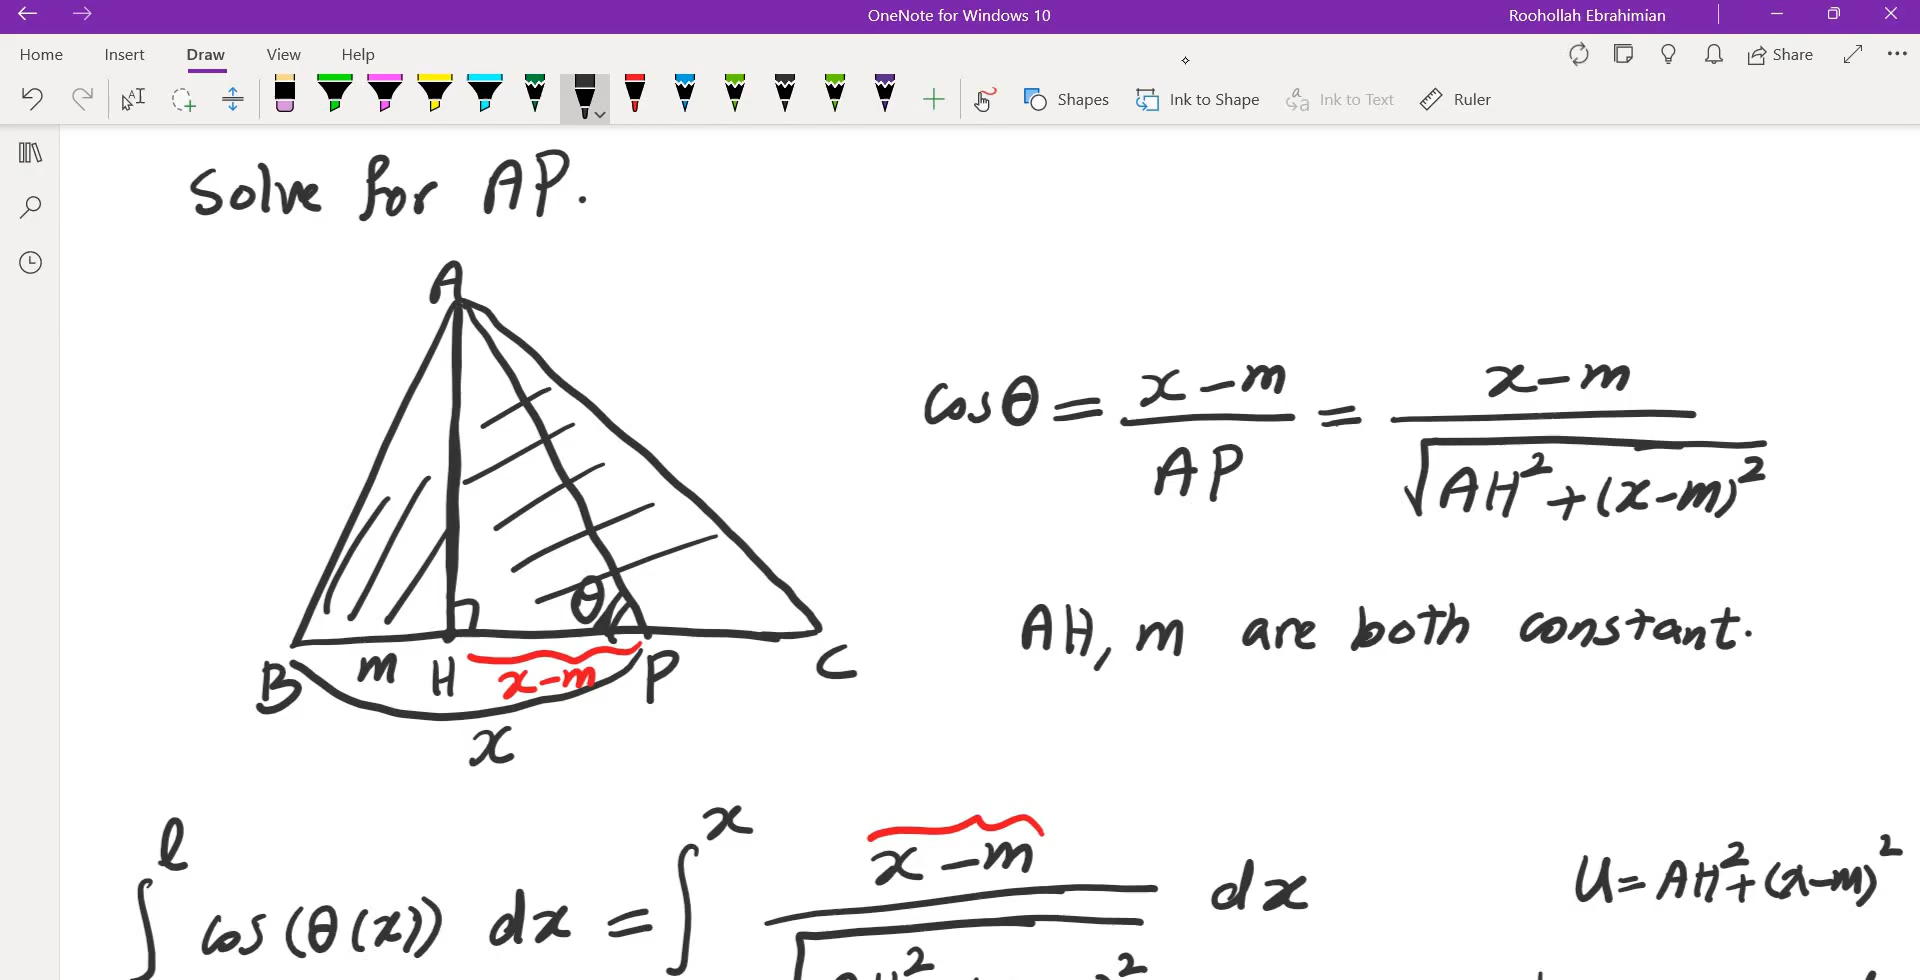 OneNote for Windows 10
Roohollah Ebrahimian
Home Insert Draw View Help
Share
Shapes Ink to Shape Ink to Text Ruler
Solve for AP.
A
cosθ = x-m / AP = x-m / √AH²+(x-m)²
θ
AH, m are both constant.
B m H x-m P C
x
∫ˡ cos(θ(x)) dx = ∫ˣ x-m / √AH² dx
U= AH²+(x-m)²